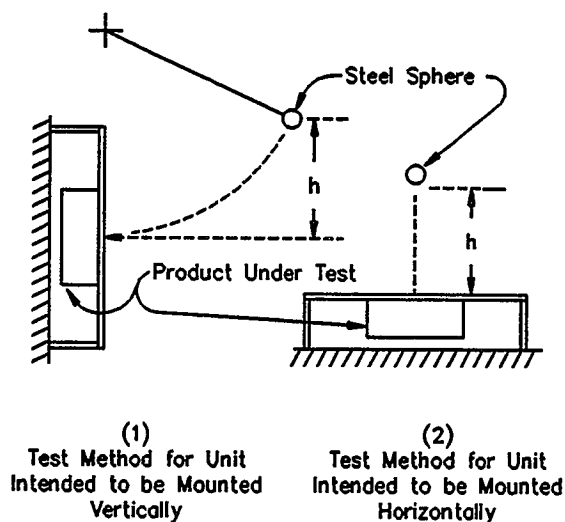 Steel Sphere
h
h
Product Under Test
(1)
Test Method for Unit
Intended to be Mounted
Vertically
(2)
Test Method for Unit
Intended to be Mounted
Horizontally